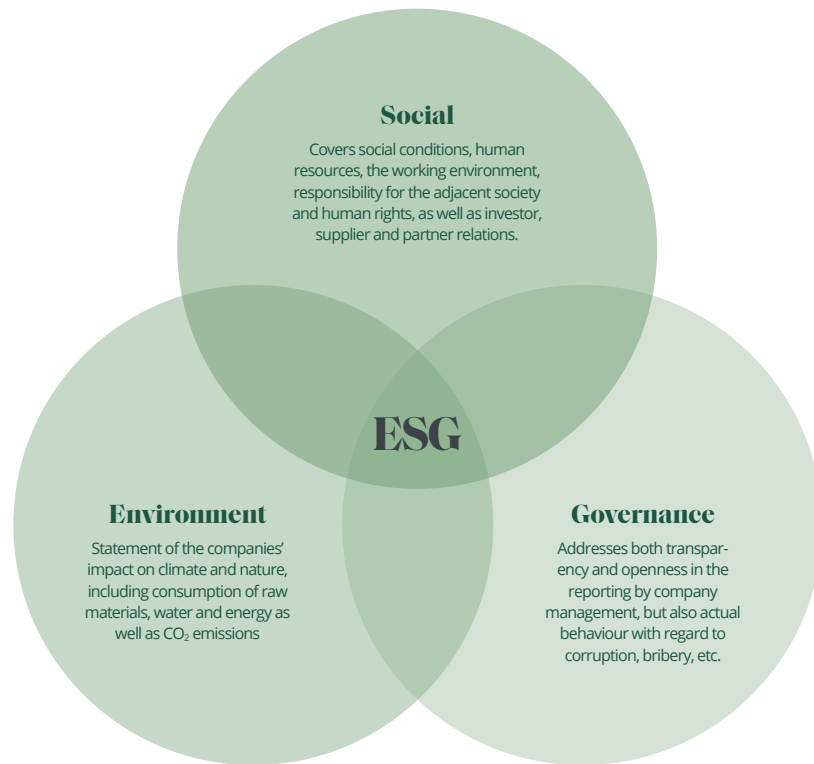 Social
Covers social conditions, human
resources, the working environment,
responsibility for the adjacent society
and human rights, as well as investor,
supplier and partner relations.
ESG
Environment
Statement of the companies’
impact on climate and nature,
including consumption of raw
materials, water and energy as
well as CO₂ emissions
Governance
Addresses both transpar-
ency and openness in the
reporting by company
management, but also actual
behaviour with regard to
corruption, bribery, etc.